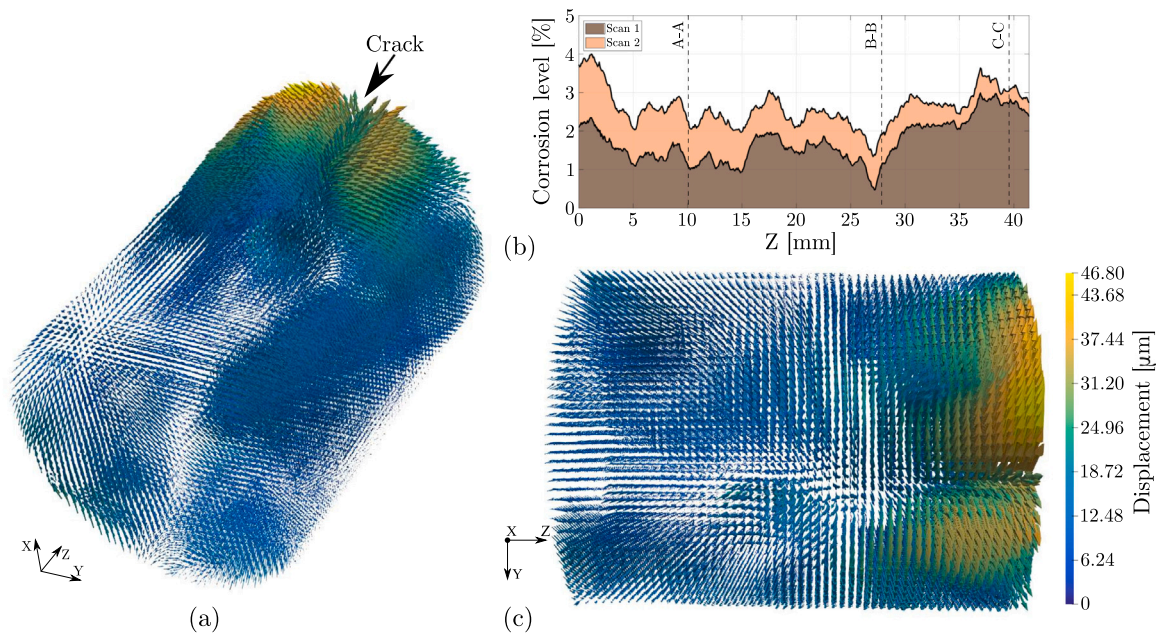 Crack
X
Z
Y
(a)
Corrosion level [%]
5
4
3
2
1
0
Scan 1
Scan 2
A-A
B-B
C-C
0 5 10 15 20 25 30 35 40
Z [mm]
(b)
X
Z
Y
(c)
46.80
43.68
37.44
31.20
24.96
18.72
12.48
6.24
0
Displacement [μm]